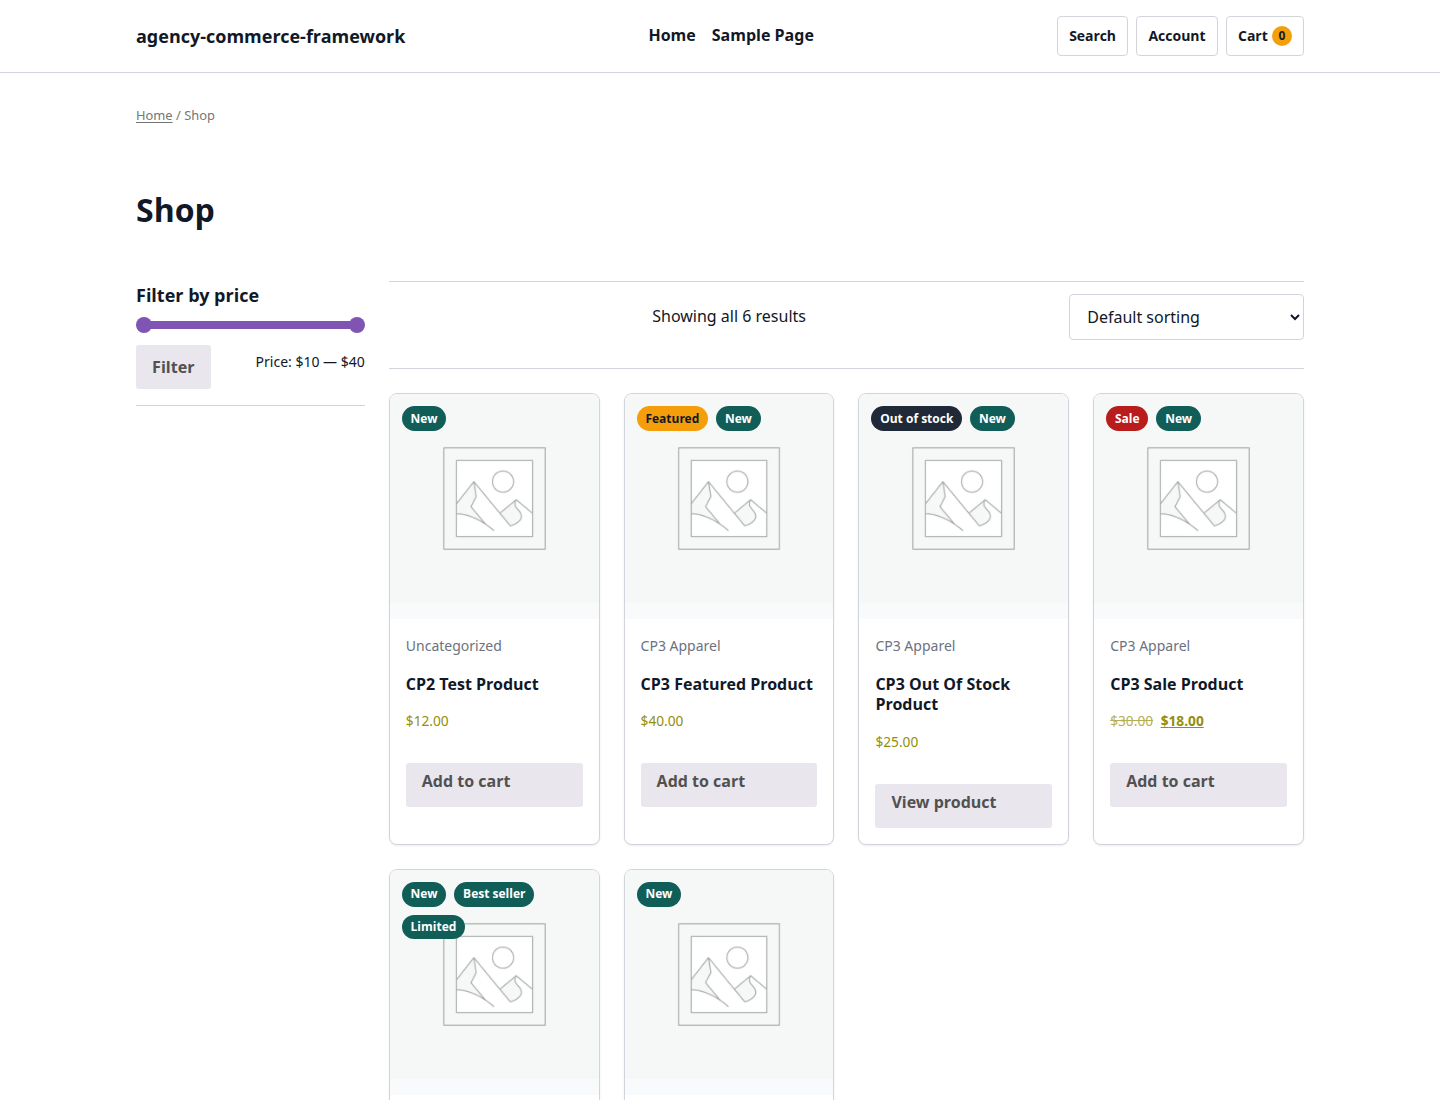 agency-commerce-framework
Home Sample Page
Search Account Cart 0
Home / Shop
Shop
Filter by price
Filter
Price: $10 — $40
Showing all 6 results
Default sorting
New
Uncategorized
CP2 Test Product
$12.00
Add to cart
Featured New
CP3 Apparel
CP3 Featured Product
$40.00
Add to cart
Out of stock New
CP3 Apparel
CP3 Out Of Stock
Product
$25.00
View product
Sale New
CP3 Apparel
CP3 Sale Product
$30.00 $18.00
Add to cart
New Best seller
Limited
New